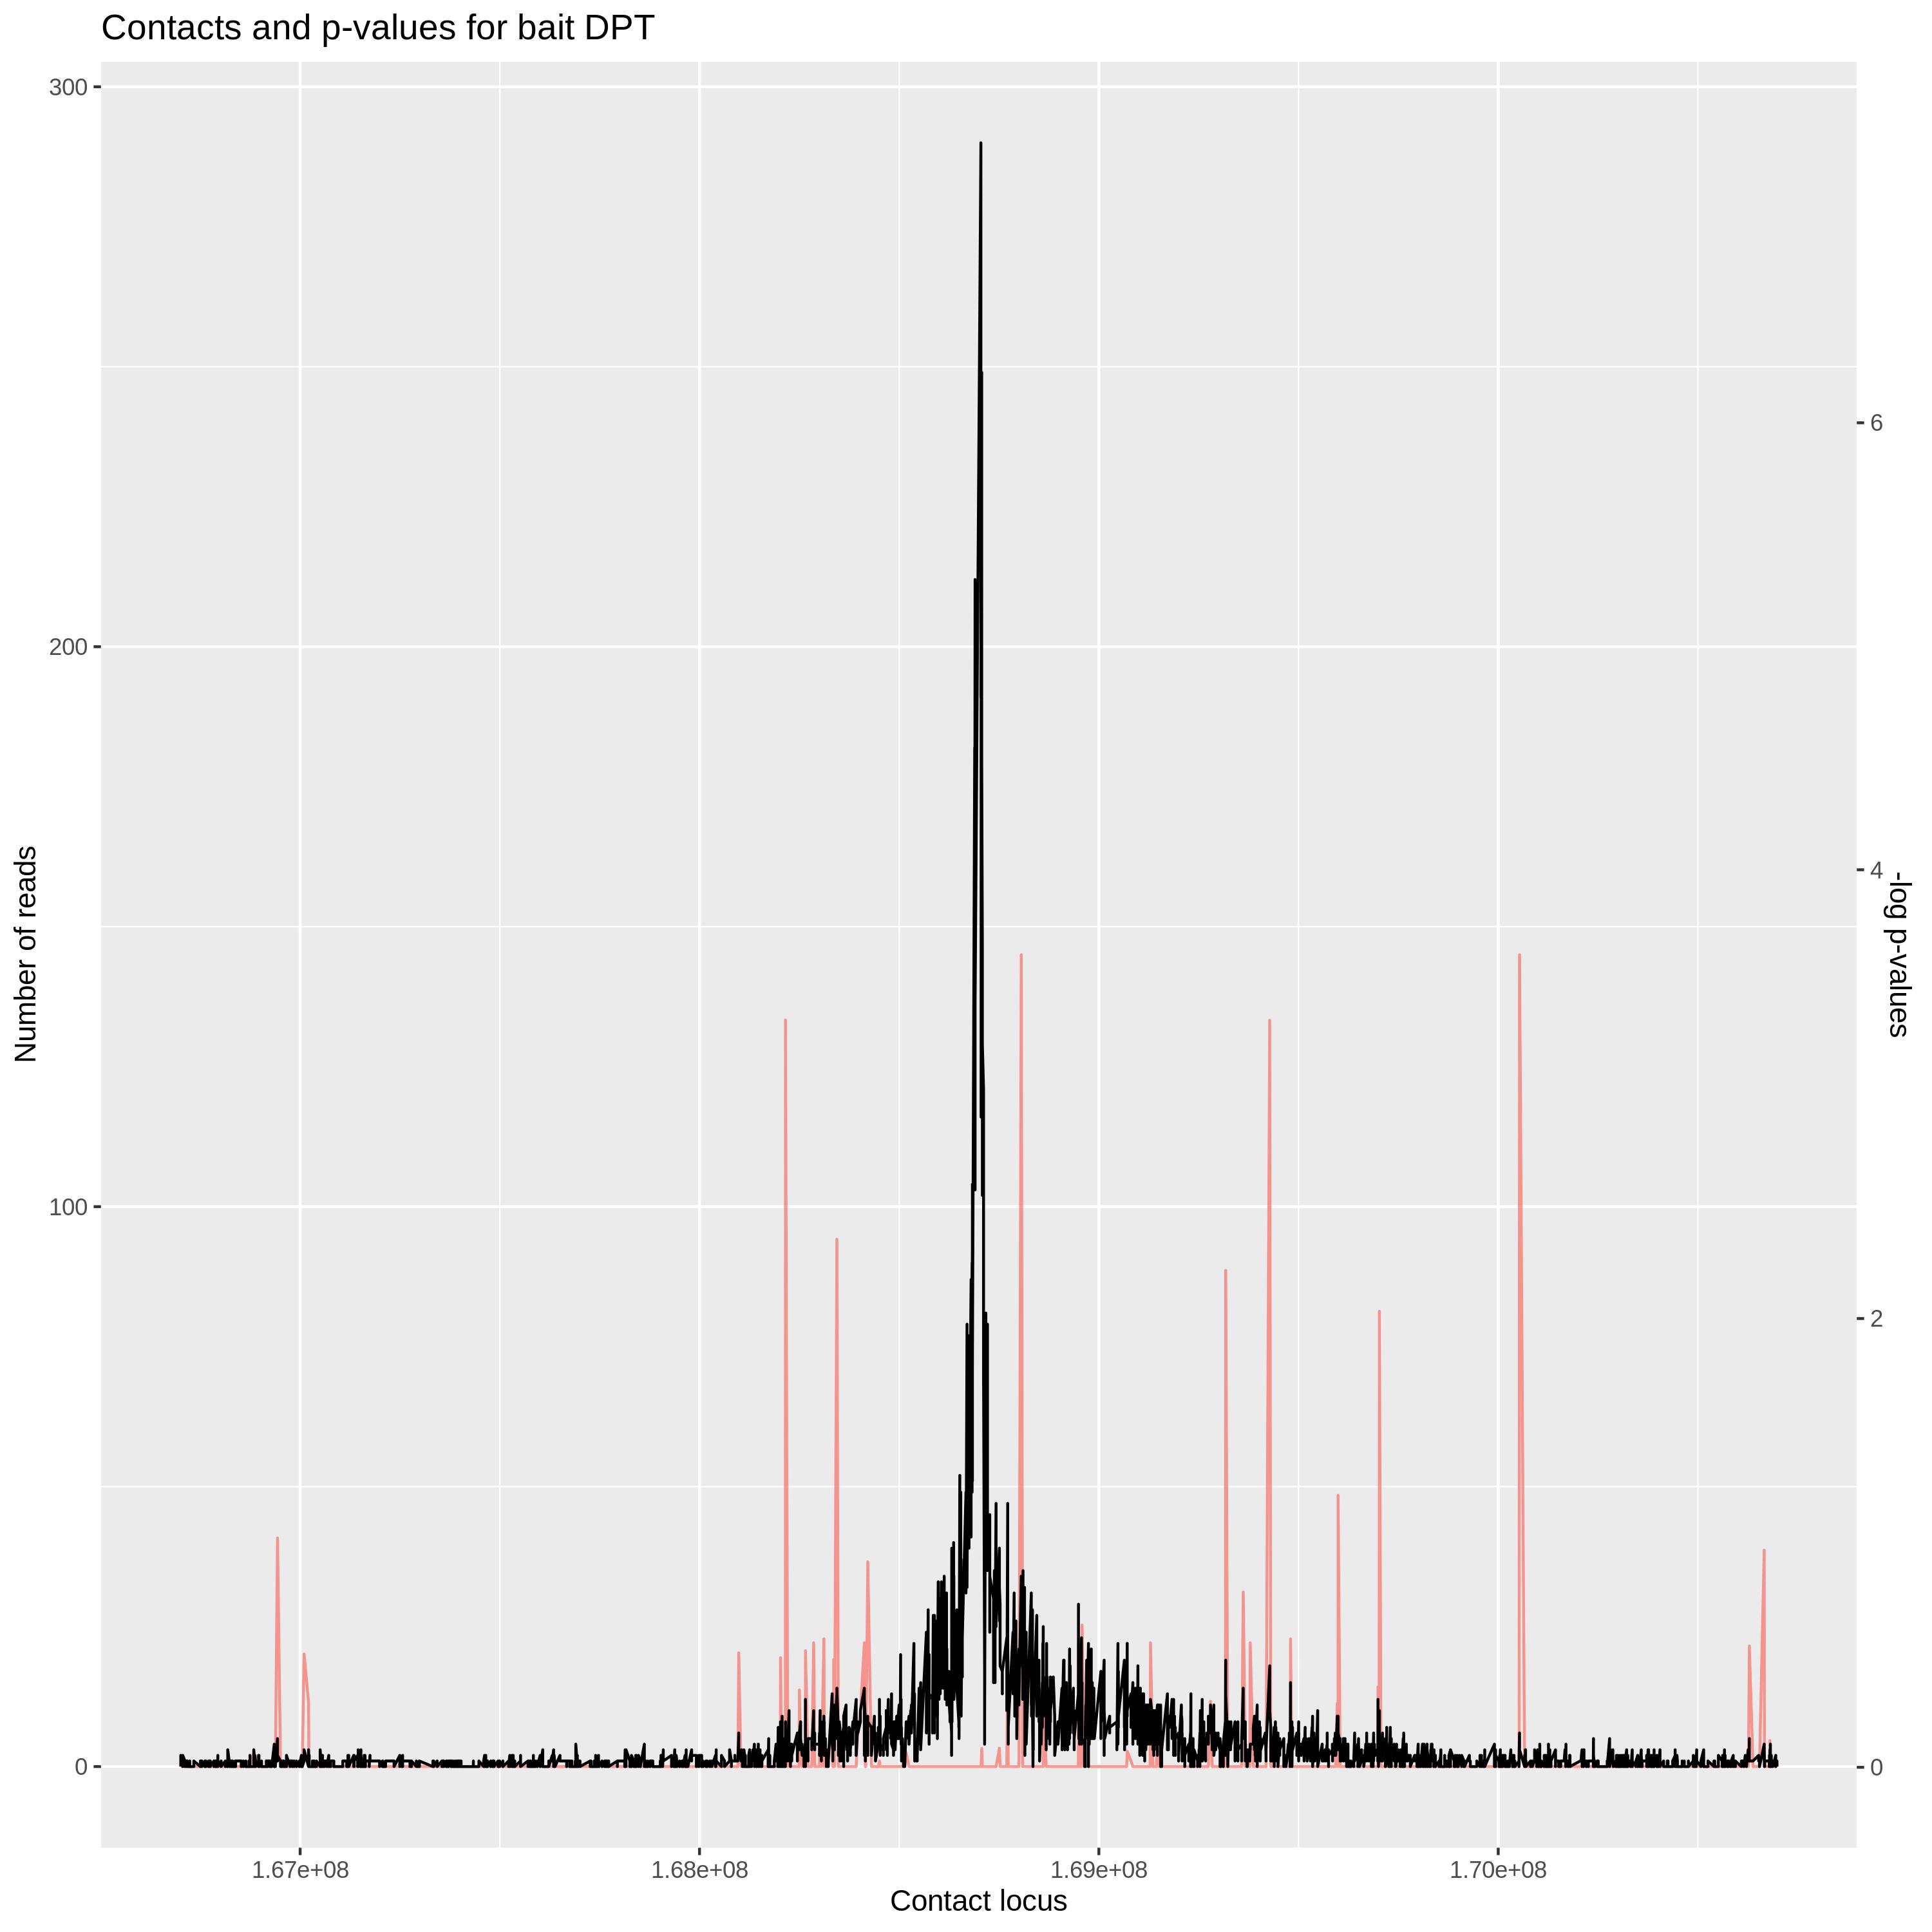 Contacts and p-values for bait DPT
300
200
100
0
Number of reads
6
4
2
0
-log p-values
1.67e+08
1.68e+08
1.69e+08
1.70e+08
Contact locus